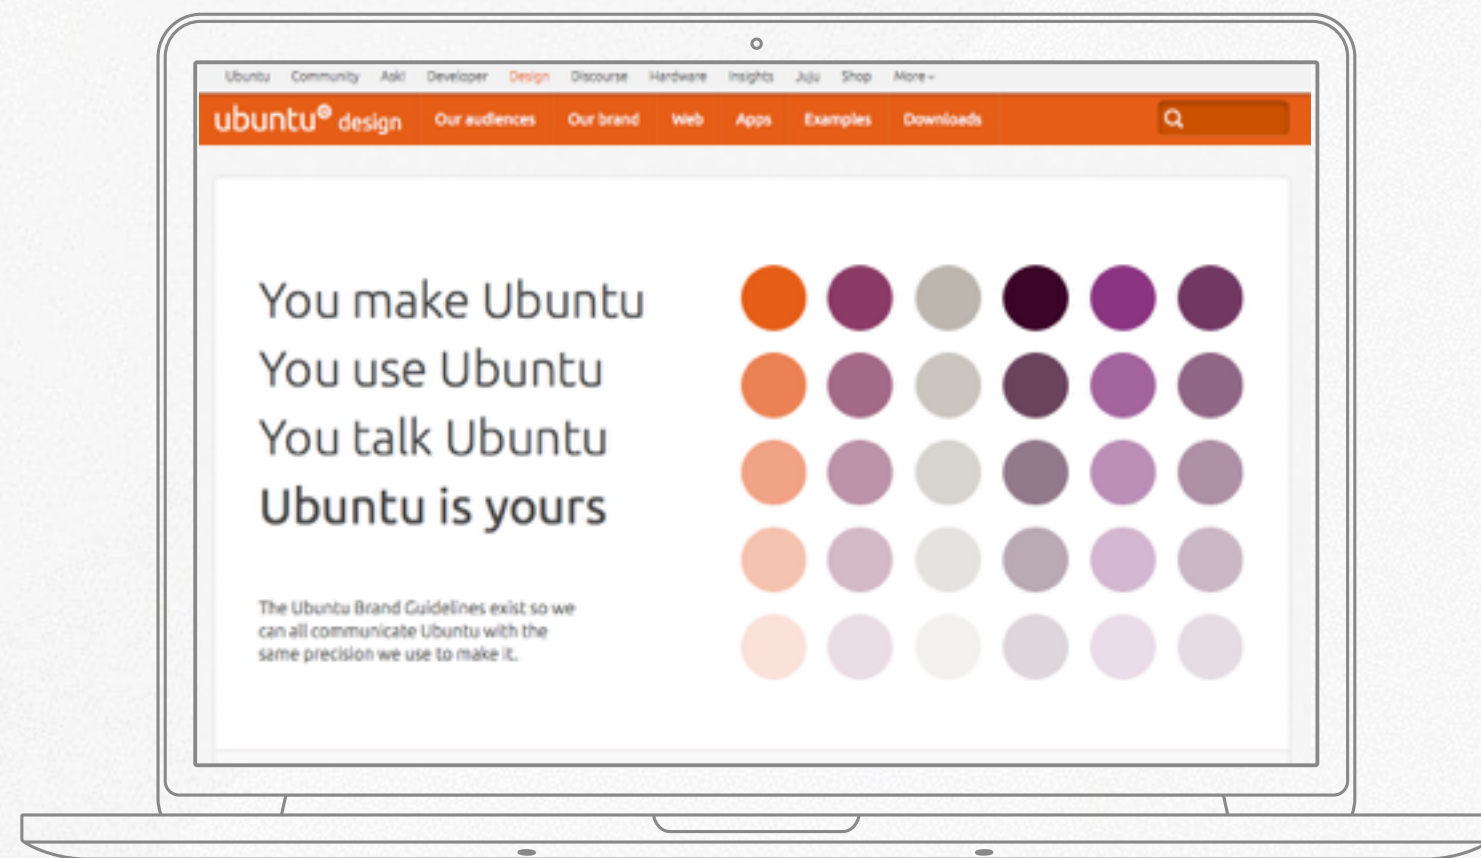 Ubuntu Community Ask! Developer Design Discourse Hardware Insights Juju Shop More
ubuntu design Our audiences Our brand Web Apps Examples Downloads
You make Ubuntu
You use Ubuntu
You talk Ubuntu
Ubuntu is yours
The Ubuntu Brand Guidelines exist so we
can all communicate Ubuntu with the
same precision we use to make it.